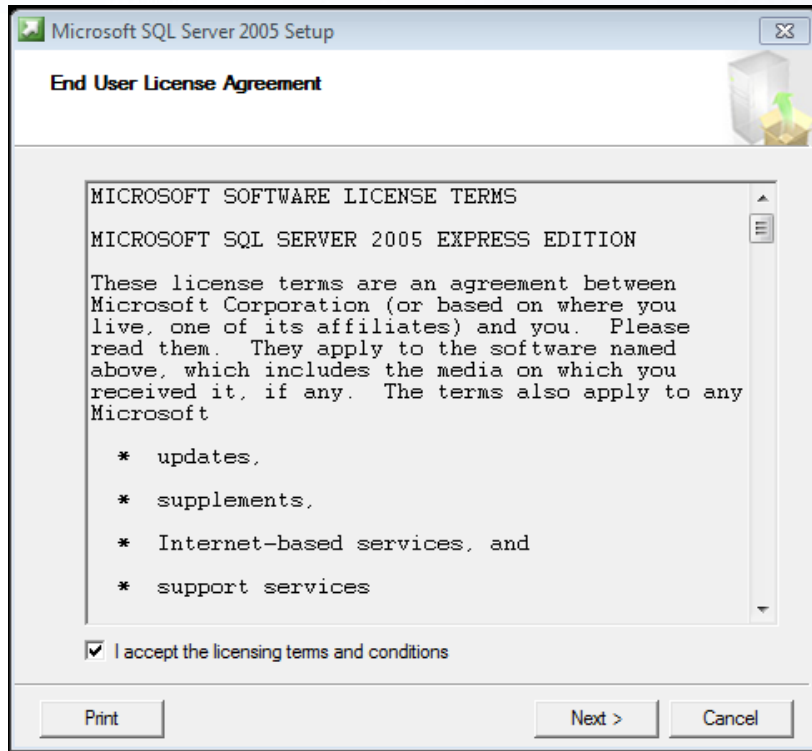 Microsoft SQL Server 2005 Setup
End User License Agreement
MICROSOFT SOFTWARE LICENSE TERMS
MICROSOFT SQL SERVER 2005 EXPRESS EDITION
These license terms are an agreement between
Microsoft Corporation (or based on where you
live, one of its affiliates) and you.  Please
read them.  They apply to the software named
above, which includes the media on which you
received it, if any.  The terms also apply to any
Microsoft
*  updates,
*  supplements,
*  Internet-based services, and
*  support services
I accept the licensing terms and conditions
Print
Next >
Cancel